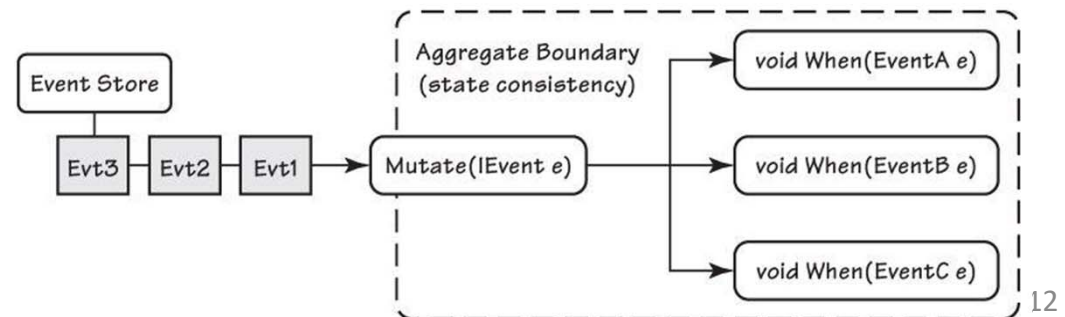 Aggregate Boundary
(state consistency)
Event Store
Evt3
Evt2
Evt1
Mutate(IEvent e)
void When(EventA e)
void When(EventB e)
void When(EventC e)
12